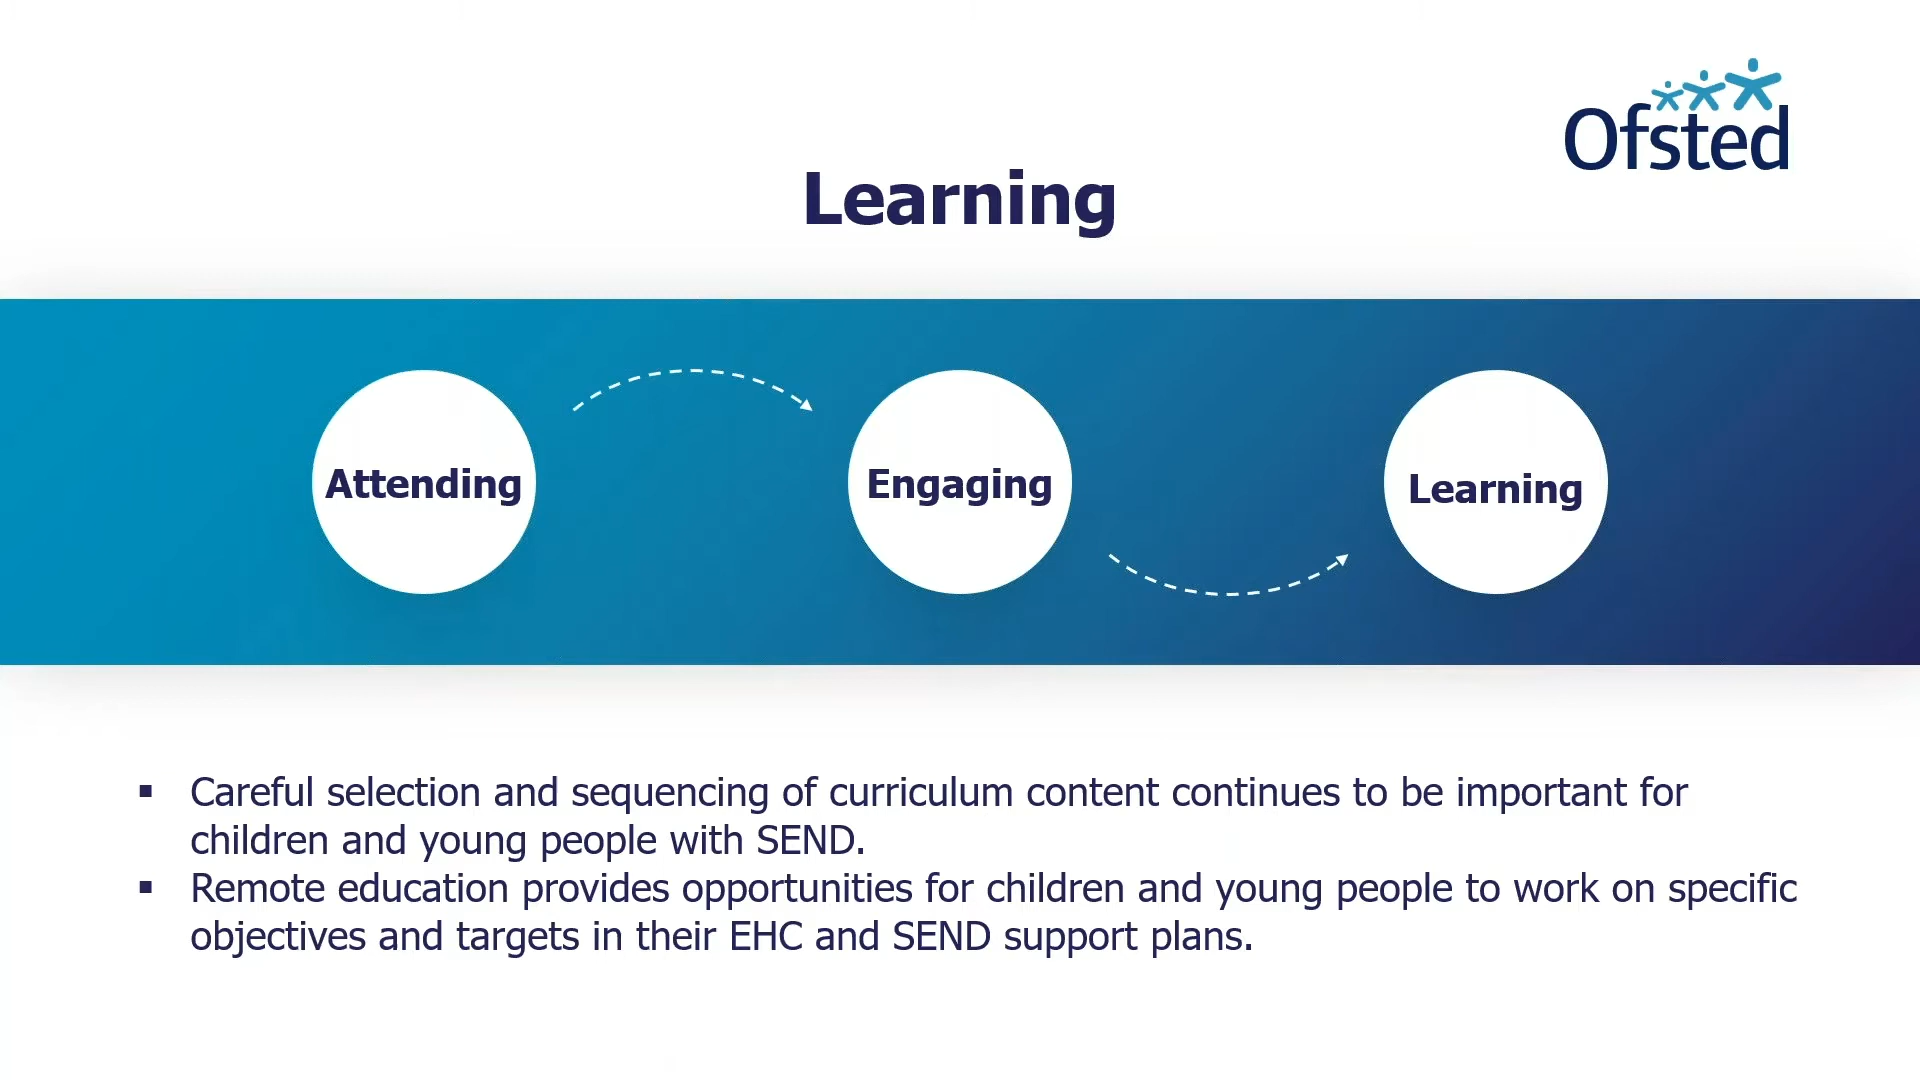 Ofsted
Learning
Attending
Engaging
Learning
▪ Careful selection and sequencing of curriculum content continues to be important for
children and young people with SEND.
▪ Remote education provides opportunities for children and young people to work on specific
objectives and targets in their EHC and SEND support plans.